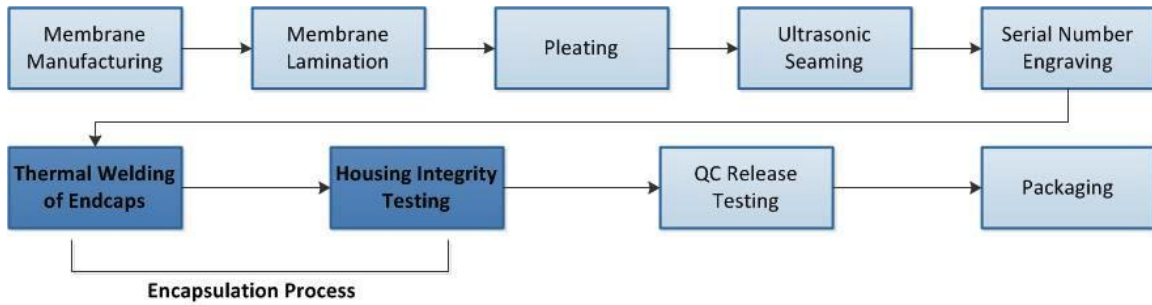 Membrane
Manufacturing
Membrane
Lamination
Pleating
Ultrasonic
Seaming
Serial Number
Engraving
Thermal Welding
of Endcaps
Housing Integrity
Testing
QC Release
Testing
Packaging
Encapsulation Process